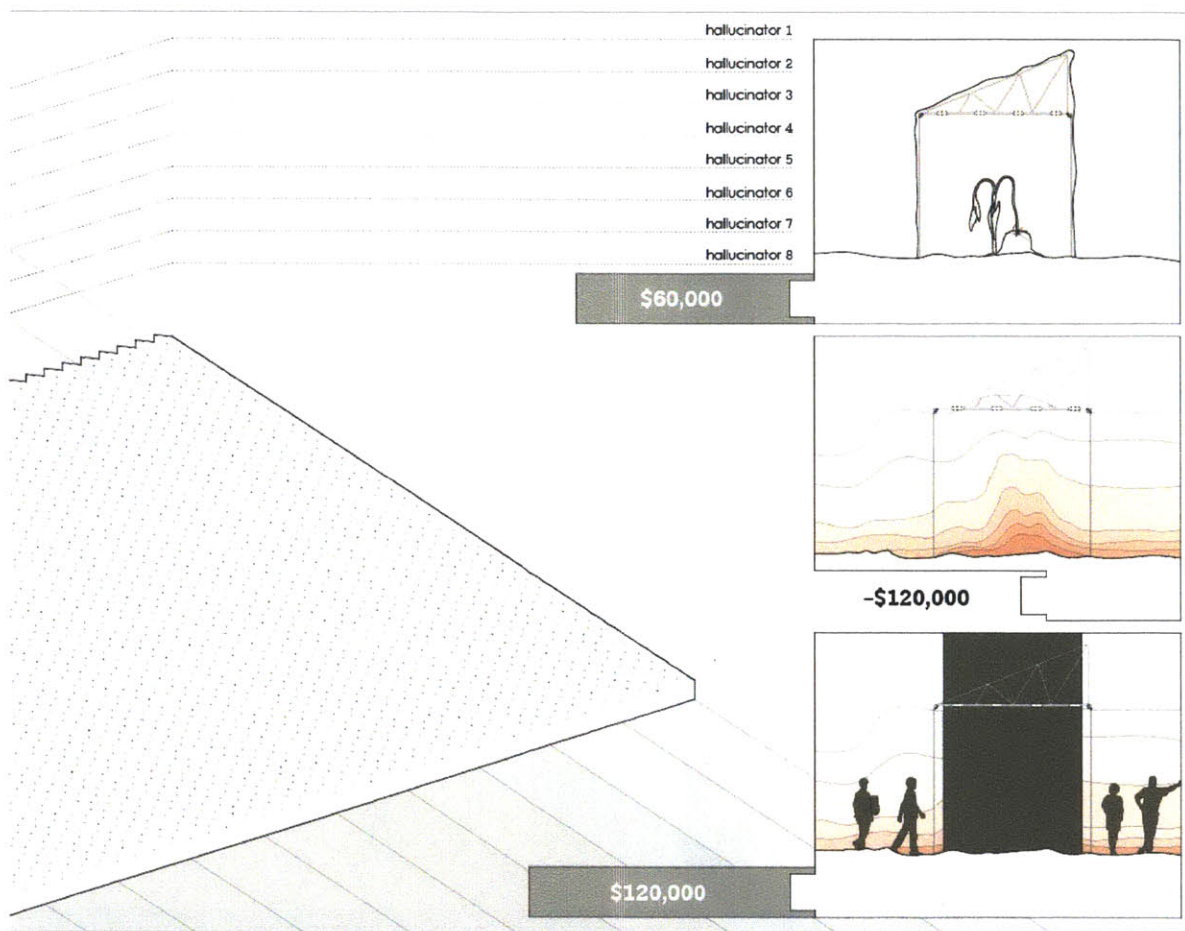 hallucinator 1
hallucinator 2
hallucinator 3
hallucinator 4
hallucinator 5
hallucinator 6
hallucinator 7
hallucinator 8
$60,000
-$120,000
$120,000